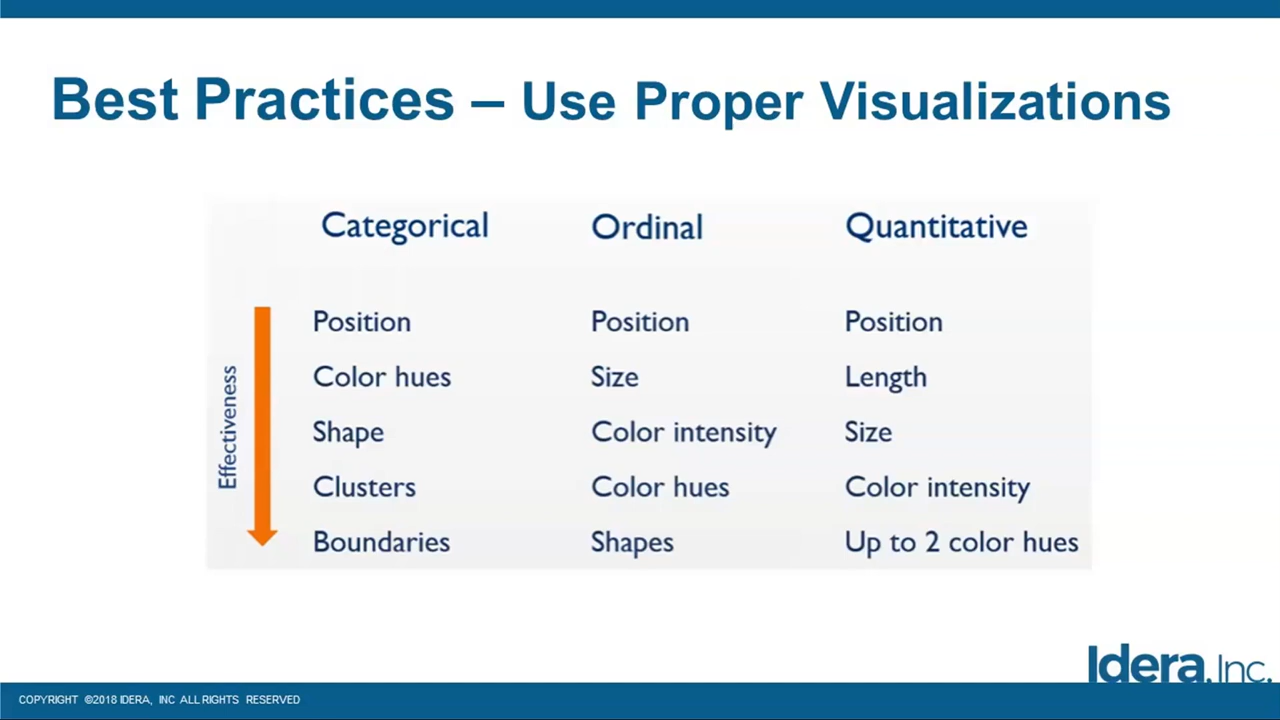 Best Practices – Use Proper Visualizations
Categorical Ordinal Quantitative
Effectiveness
Position Position Position
Color hues Size Length
Shape Color intensity Size
Clusters Color hues Color intensity
Boundaries Shapes Up to 2 color hues
Idera, Inc.
COPYRIGHT ©2018 IDERA, INC ALL RIGHTS RESERVED